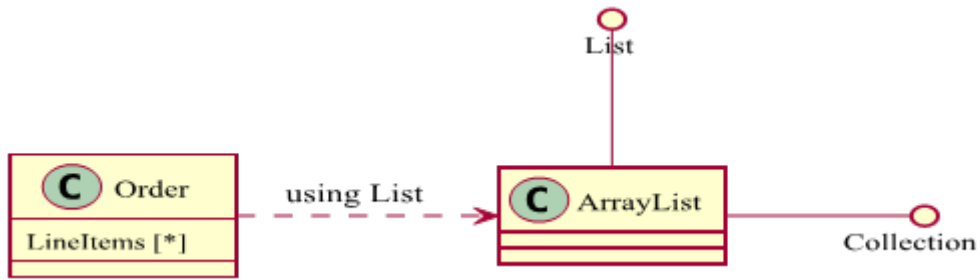 List
C Order
LineItems [*]
using List
C ArrayList
Collection